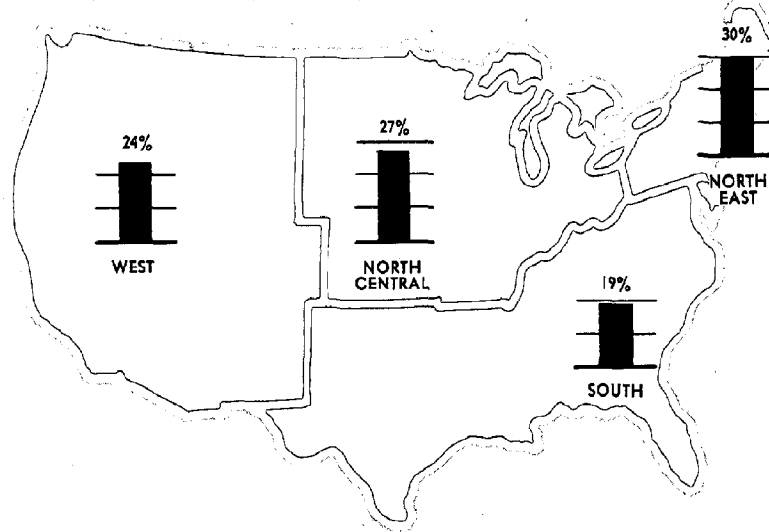 30%
24%
27%
NORTH
EAST
WEST
NORTH
CENTRAL
19%
SOUTH